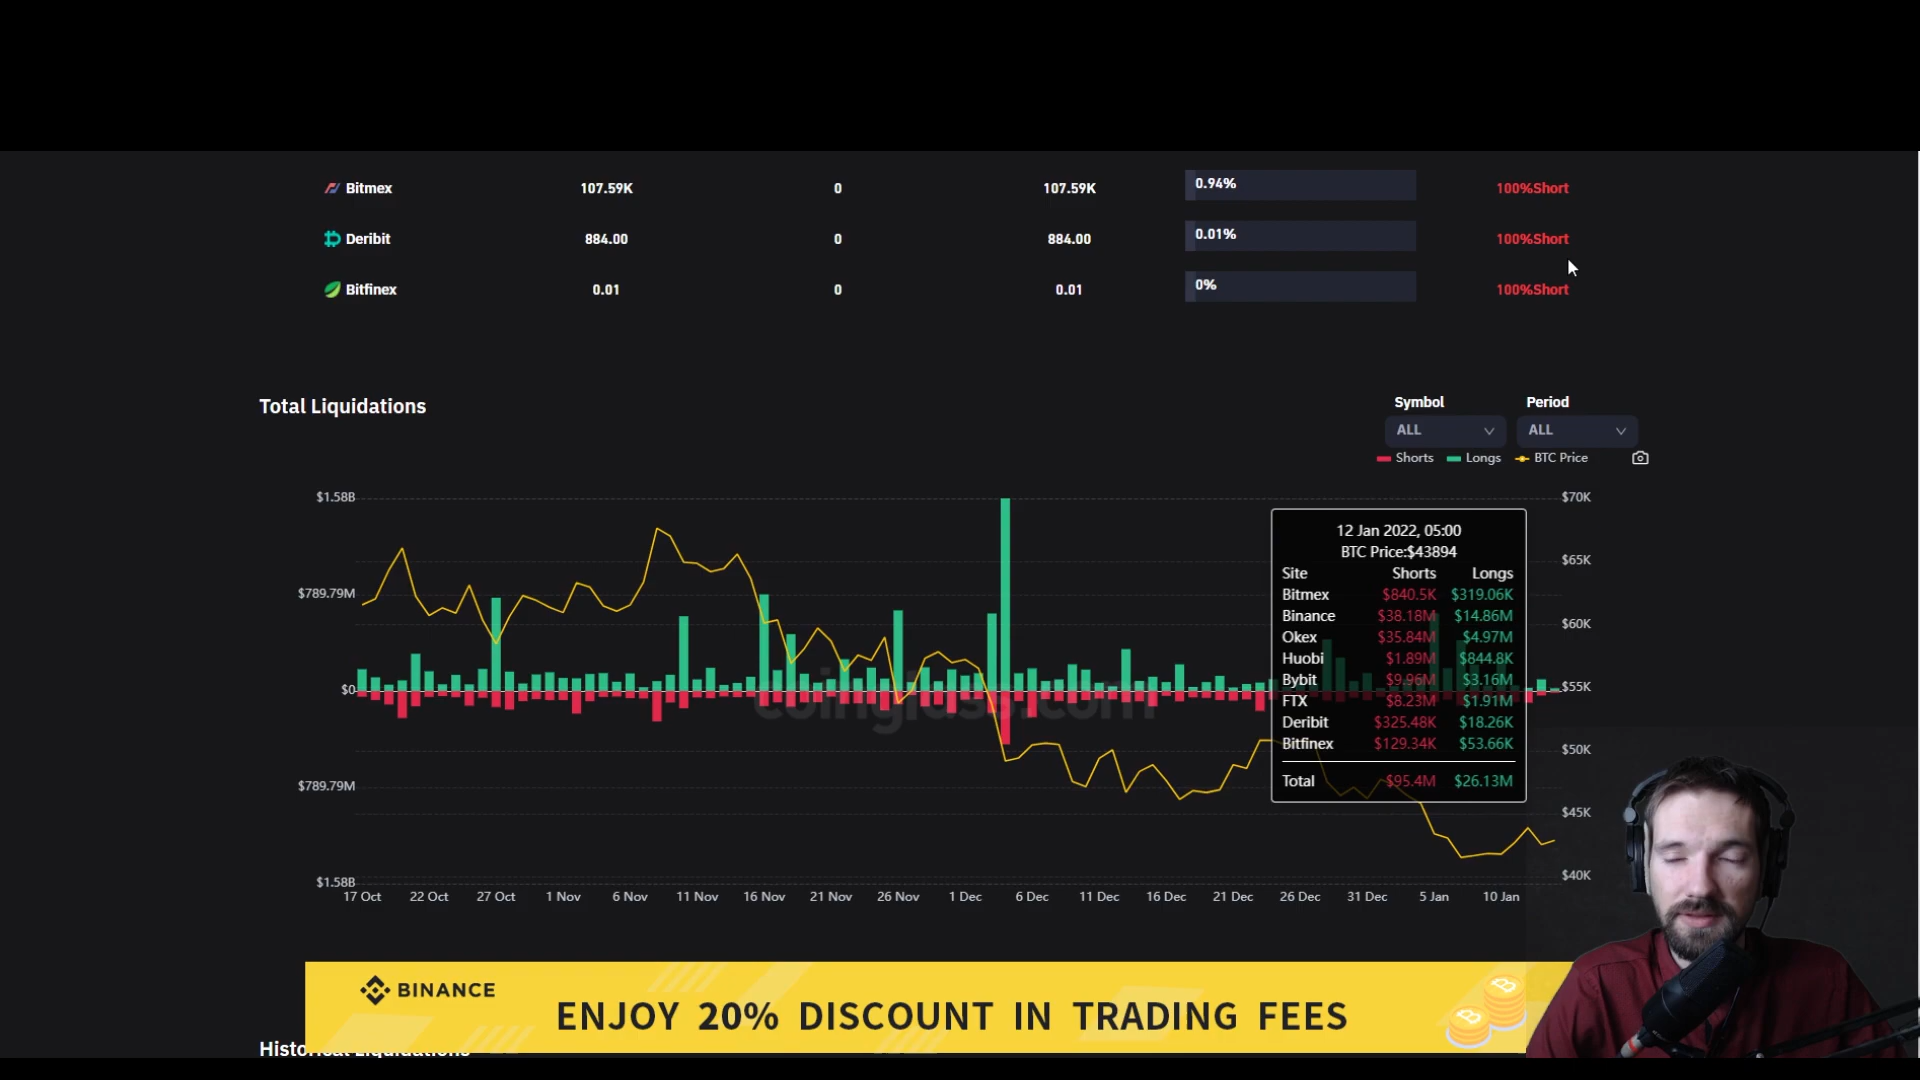 Bitmex 107.59K 0 107.59K 0.94% 100%Short
Deribit 884.00 0 884.00 0.01% 100%Short
Bitfinex 0.01 0 0.01 0% 100%Short
Total Liquidations
Symbol Period
ALL ALL
Shorts Longs BTC Price
$1.58B $70K
$65K
$789.79M
$60K
$0 $55K
$50K
$789.79M
$45K
$1.58B $40K
coinglass.com
12 Jan 2022, 05:00
BTC Price:$43894
Site Shorts Longs
Bitmex $840.5K $319.06K
Binance $38.18M $14.86M
Okex $35.84M $4.97M
Huobi $1.89M $844.8K
Bybit $9.96M $3.16M
FTX $8.23M $1.91M
Deribit $325.48K $18.26K
Bitfinex $129.34K $53.66K
Total $95.4M $26.13M
17 Oct 22 Oct 27 Oct 1 Nov 6 Nov 11 Nov 16 Nov 21 Nov 26 Nov 1 Dec 6 Dec 11 Dec 16 Dec 21 Dec 26 Dec 31 Dec 5 Jan 10 Jan
BINANCE
ENJOY 20% DISCOUNT IN TRADING FEES
Historical Liquidations